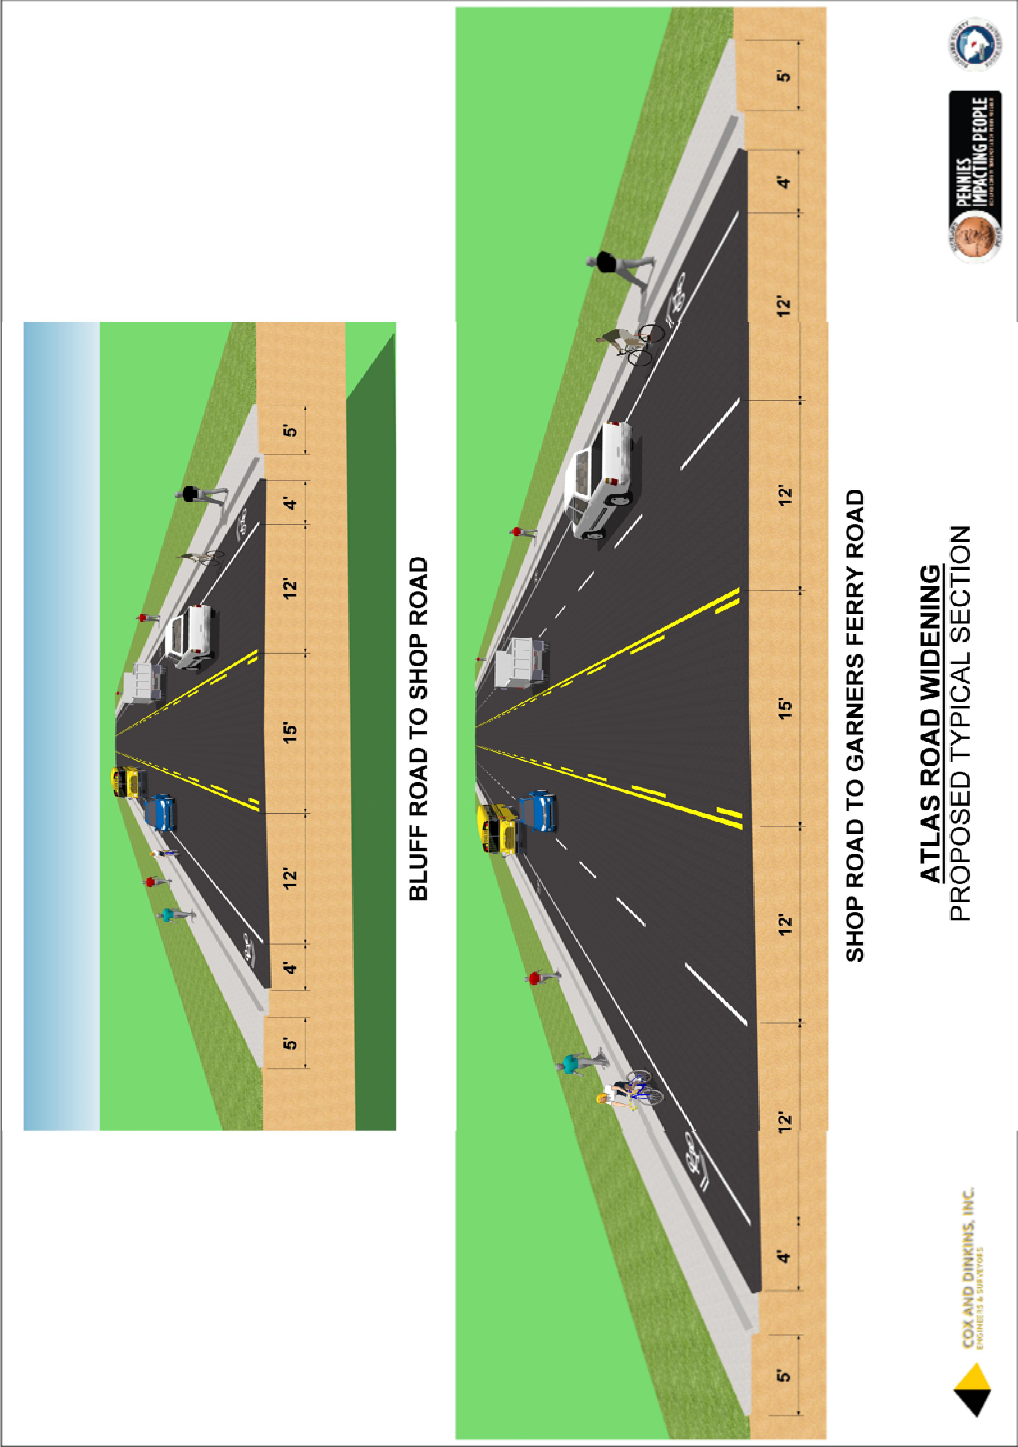 5'
4'
12'
15'
12'
4'
5'
BLUFF ROAD TO SHOP ROAD
5'
4'
12'
12'
15'
12'
12'
4'
5'
SHOP ROAD TO GARNERS FERRY ROAD
ATLAS ROAD WIDENING
PROPOSED TYPICAL SECTION
COX AND DINKINS, INC.
ENGINEERS & SURVEYORS
PENNIES
IMPACTING PEOPLE
RICHLAND COUNTY